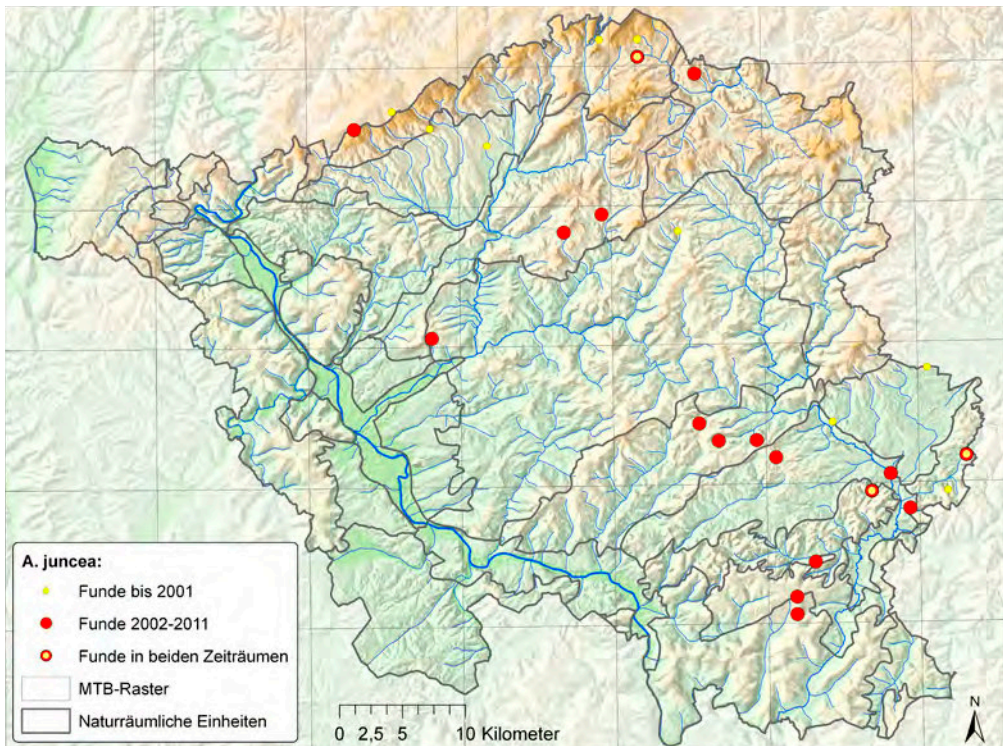 A. juncea:
Funde bis 2001
Funde 2002-2011
Funde in beiden Zeiträumen
MTB-Raster
Naturräumliche Einheiten
0 2,5 5 10 Kilometer
N